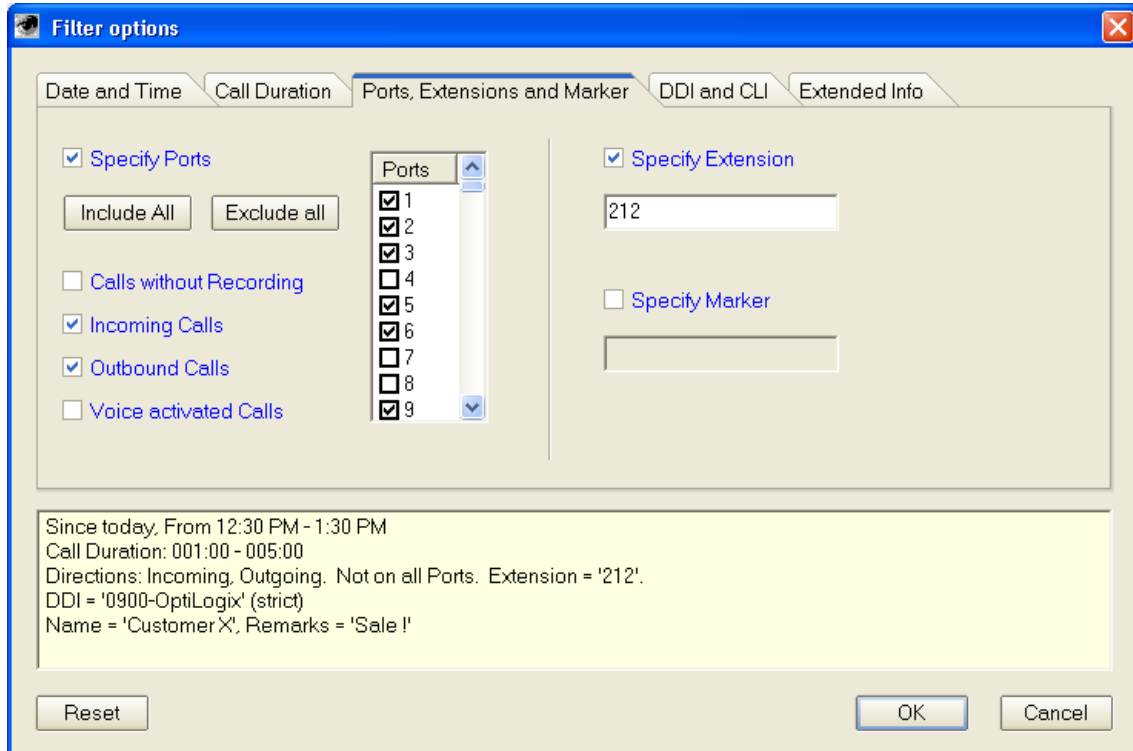 Filter options
Date and Time Call Duration Ports, Extensions and Marker DDI and CLI Extended Info
Specify Ports
Include All Exclude all
Calls without Recording
Incoming Calls
Outbound Calls
Voice activated Calls
Ports
1
2
3
4
5
6
7
8
9
Specify Extension
212
Specify Marker
Since today, From 12:30 PM - 1:30 PM
Call Duration: 001:00 - 005:00
Directions: Incoming, Outgoing.  Not on all Ports.  Extension = '212'.
DDI = '0900-OptiLogix' (strict)
Name = 'Customer X', Remarks = 'Sale !'
Reset OK Cancel